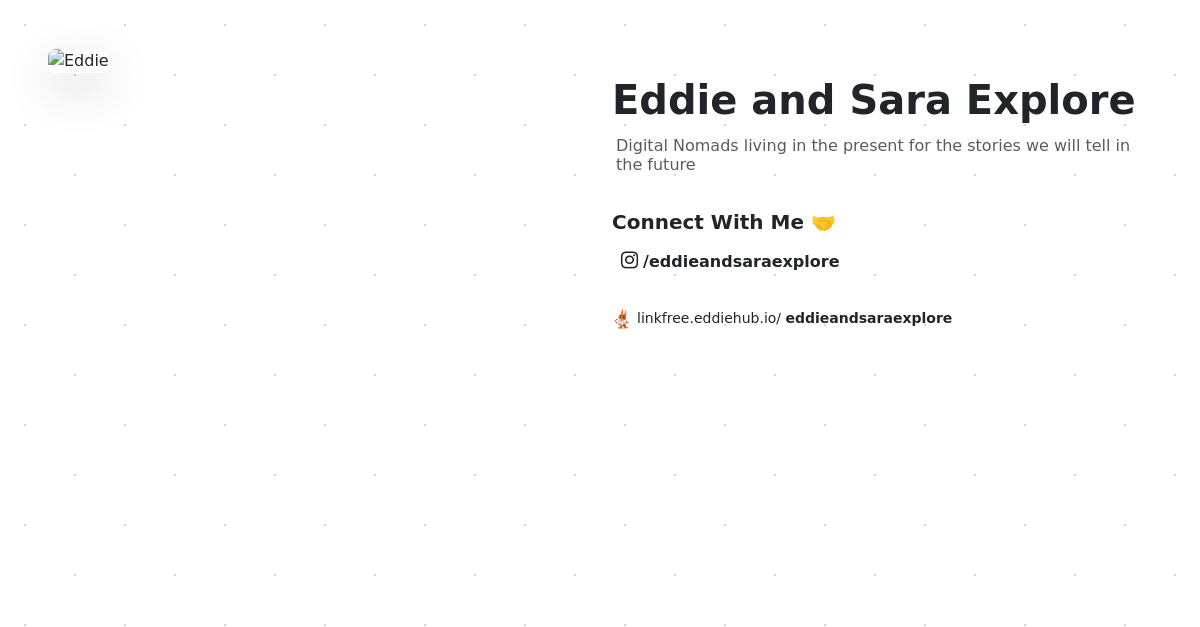 Eddie
Eddie and Sara Explore
Digital Nomads living in the present for the stories we will tell in
the future
Connect With Me 🤝
/eddieandsaraexplore
linkfree.eddiehub.io/ eddieandsaraexplore